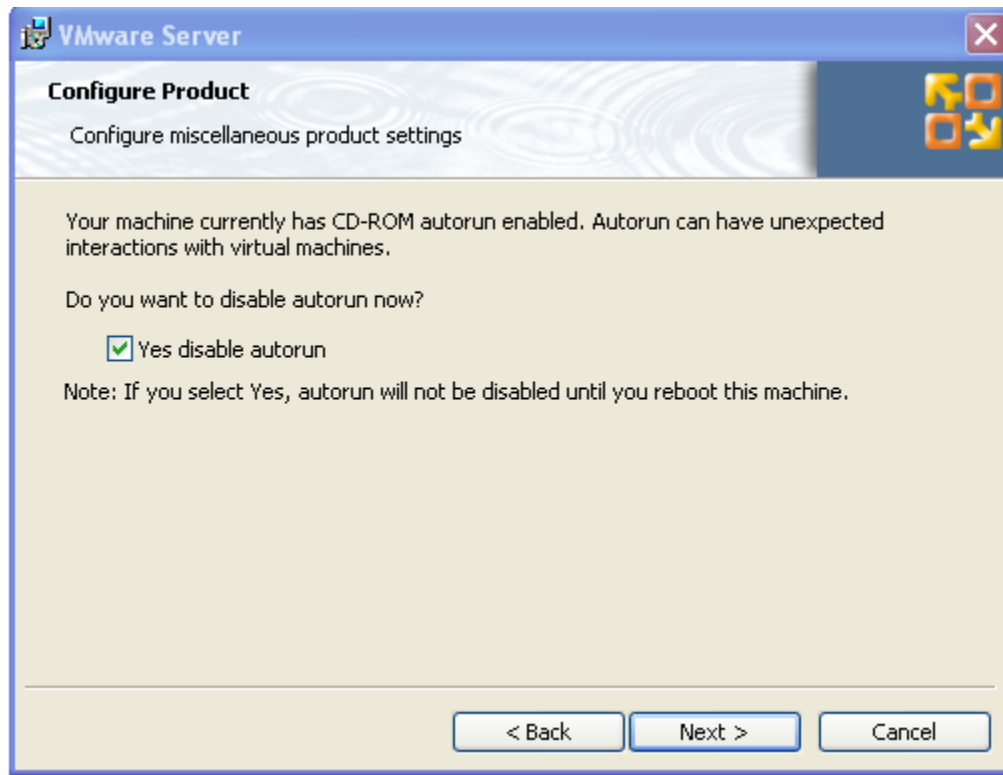 VMware Server
Configure Product
Configure miscellaneous product settings
Your machine currently has CD-ROM autorun enabled. Autorun can have unexpected
interactions with virtual machines.
Do you want to disable autorun now?
Yes disable autorun
Note: If you select Yes, autorun will not be disabled until you reboot this machine.
< Back
Next >
Cancel